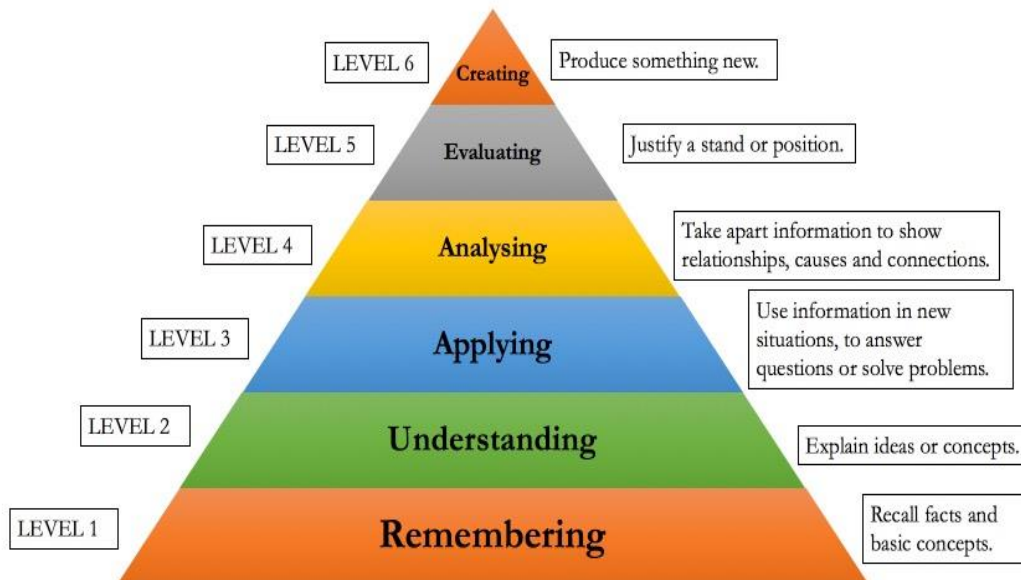 LEVEL 6
Creating
Produce something new.
LEVEL 5
Evaluating
Justify a stand or position.
LEVEL 4
Analysing
Take apart information to show
relationships, causes and connections.
LEVEL 3
Applying
Use information in new
situations, to answer
questions or solve problems.
LEVEL 2
Understanding
Explain ideas or concepts.
LEVEL 1
Remembering
Recall facts and
basic concepts.